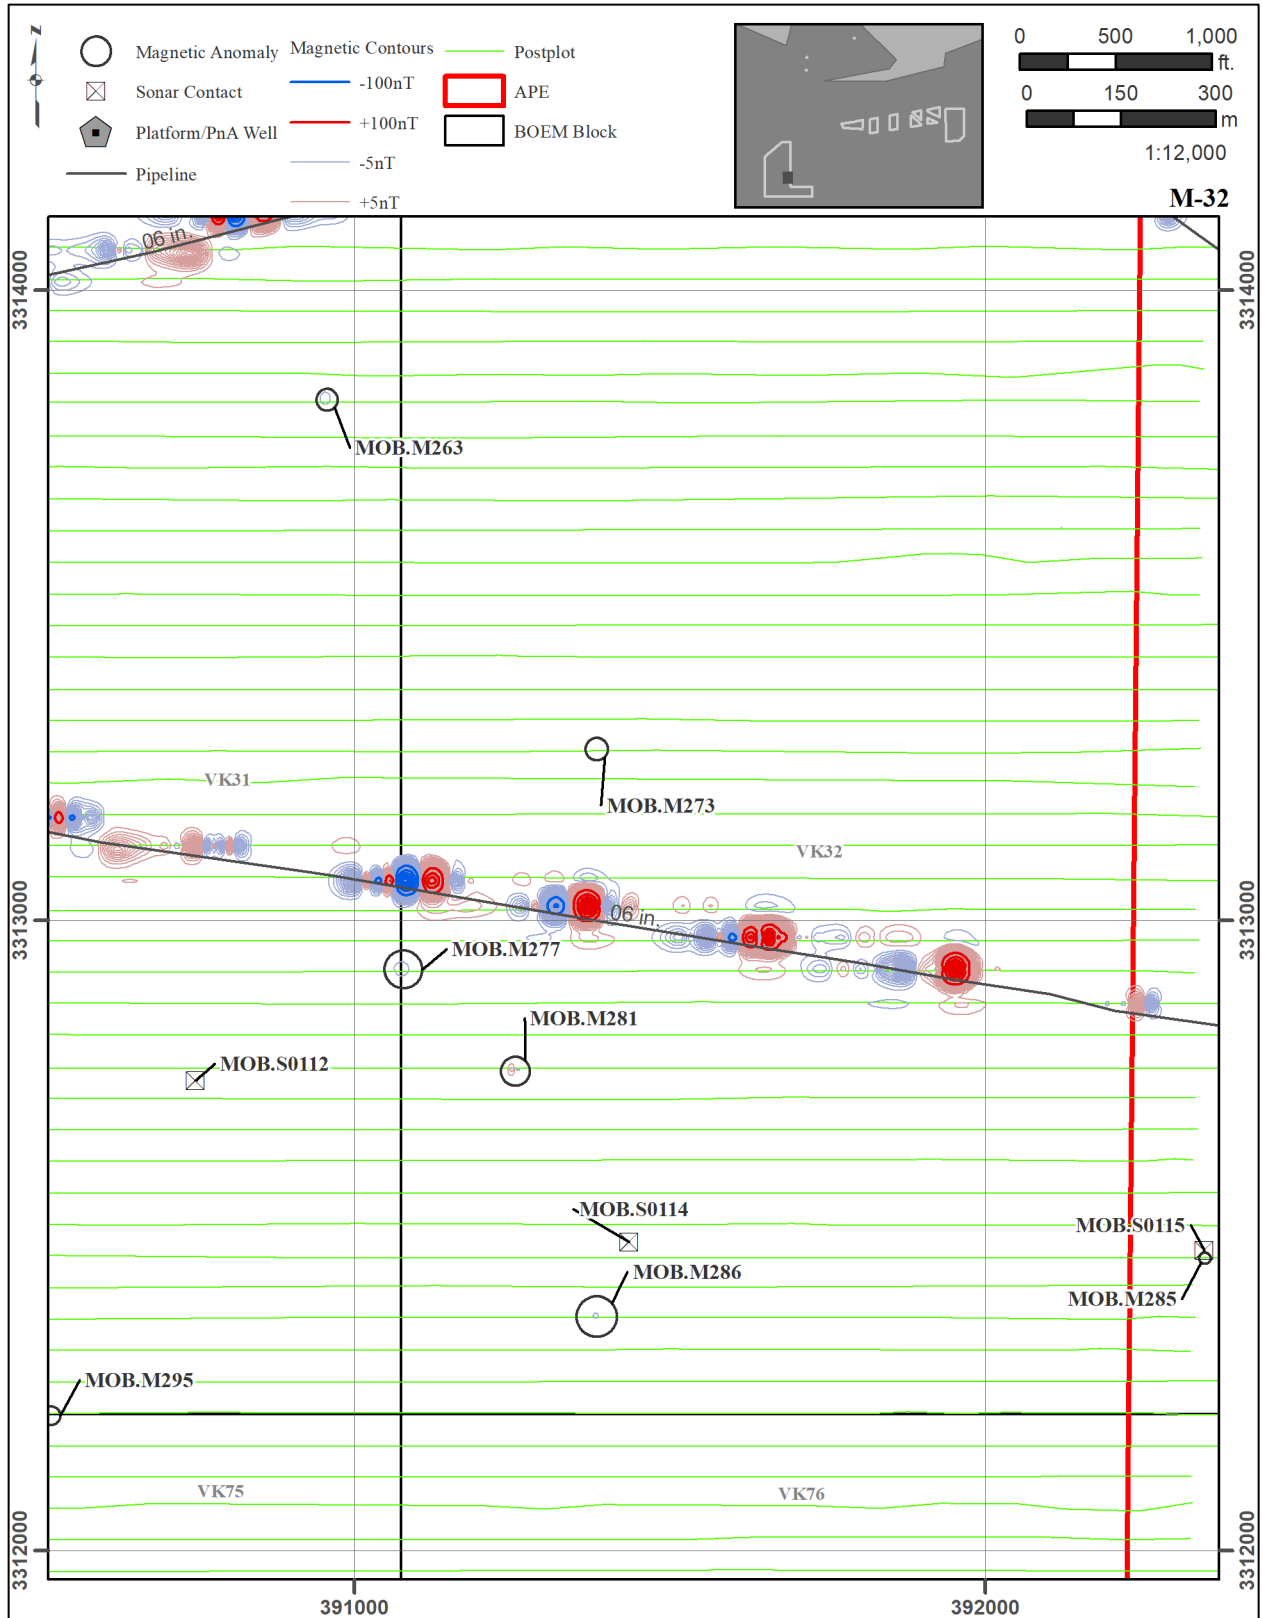 Z
Magnetic Anomaly
Sonar Contact
Platform/PnA Well
Pipeline
Magnetic Contours
-100nT
+100nT
-5nT
+5nT
Postplot
APE
BOEM Block
0 500 1,000
ft.
0 150 300
m
1:12,000
M-32
06 in.
3314000
3314000
MOB.M263
MOB.M273
VK31
VK32
3313000
06 in.
3313000
MOB.M277
MOB.M281
MOB.S0112
MOB.S0114
MOB.S0115
MOB.M286
MOB.M285
MOB.M295
VK75
VK76
3312000
3312000
391000
392000